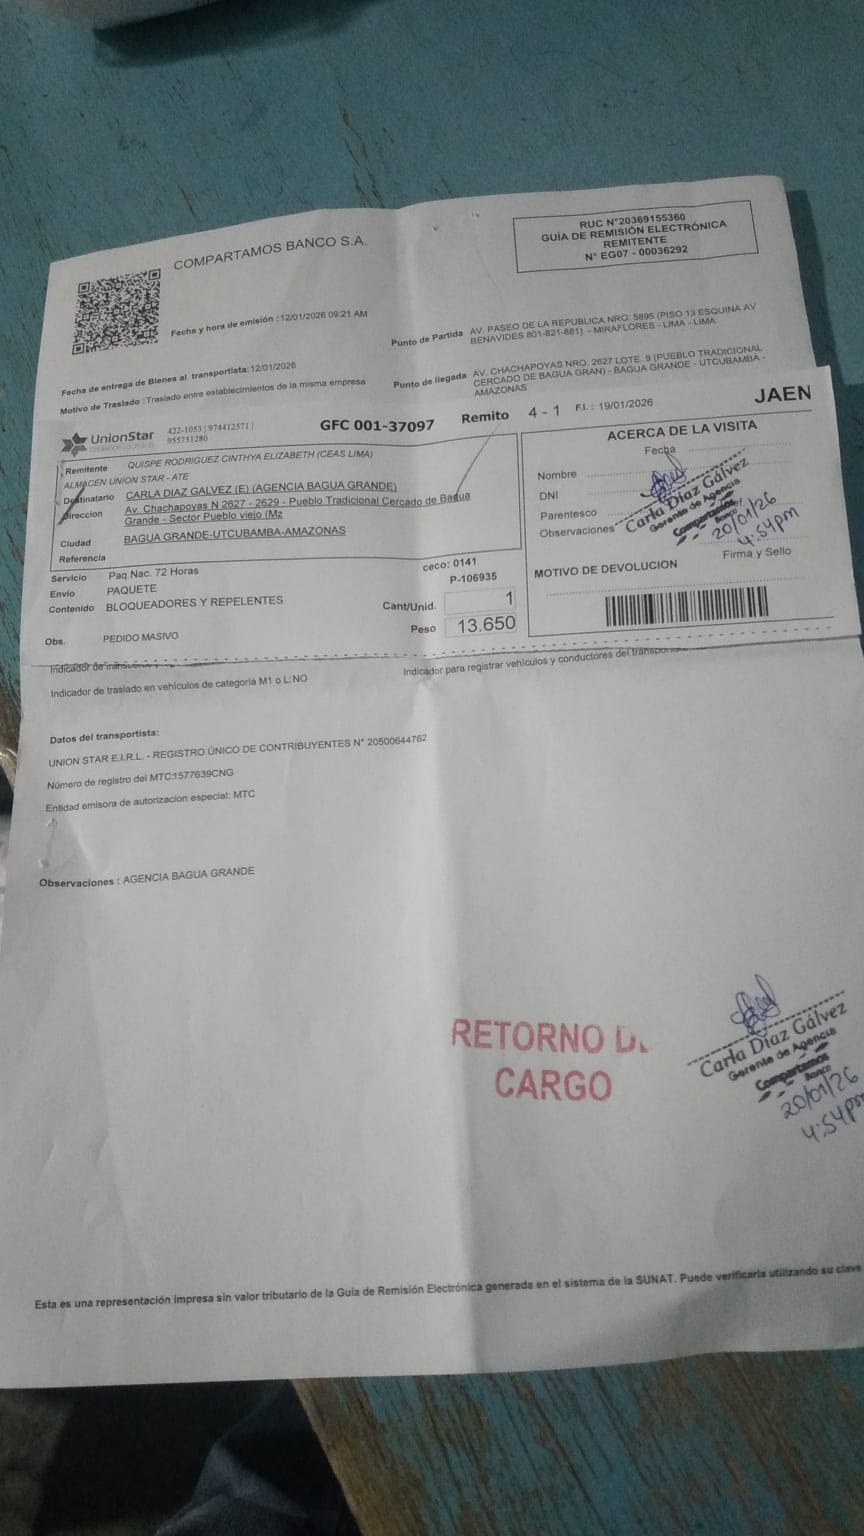 COMPARTAMOS BANCO S.A.
RUC N°20369155360
GUÍA DE REMISIÓN ELECTRÓNICA
REMITENTE
N° EG07 - 00036292
Fecha y hora de emisión : 12/01/2026 09:21 AM
Punto de Partida AV. PASEO DE LA REPUBLICA NRO. 5895 (PISO 13 ESQUINA AV
BENAVIDES 801-821-881) - MIRAFLORES - LIMA - LIMA
Fecha de entrega de Bienes al transportista:12/01/2026
Punto de llegada AV. CHACHAPOYAS NRO. 2627 LOTE. 9 (PUEBLO TRADICIONAL
CERCADO DE BAGUA GRAN) - BAGUA GRANDE - UTCUBAMBA -
AMAZONAS
Motivo de Traslado : Traslado entre establecimientos de la misma empresa
UnionStar
422-1053 | 974412571 |
955751280
GFC 001-37097
Remito 4 - 1 F.I. : 19/01/2026
JAEN
Remitente QUISPE RODRIGUEZ CINTHYA ELIZABETH (CEAS LIMA)
ALMACEN UNION STAR - ATE
Destinatario CARLA DIAZ GALVEZ (E) (AGENCIA BAGUA GRANDE)
Direccion Av. Chachapoyas N 2627 - 2629 - Pueblo Tradicional Cercado de Bagua
Grande - Sector Pueblo viejo (Mz
Ciudad BAGUA GRANDE-UTCUBAMBA-AMAZONAS
Referencia
Servicio Paq.Nac. 72 Horas
ceco: 0141
Envio PAQUETE
P-106935
Contenido BLOQUEADORES Y REPELENTES
Cant/Unid. 1
Obs. PEDIDO MASIVO
Peso 13.650
ACERCA DE LA VISITA
Fecha
Nombre
DNI
Parentesco
Observaciones
Carla Díaz Gálvez
Gerente de Agencia
Compartamos
Banco
20/01/26
4:54pm
Firma y Sello
MOTIVO DE DEVOLUCION
Indicador de
Indicador para registrar vehículos y conductores del
Indicador de traslado en vehículos de categoría M1 o L:NO
Datos del transportista:
UNION STAR E.I.R.L. - REGISTRO ÚNICO DE CONTRIBUYENTES N° 20500644762
Número de registro del MTC:1577639CNG
Entidad emisora de autorizacion especial: MTC
Observaciones : AGENCIA BAGUA GRANDE
RETORNO D
CARGO
Carla Díaz Gálvez
Gerente de Agencia
Compartamos
Banco
20/01/26
4:54pm
Esta es una representación impresa sin valor tributario de la Guía de Remisión Electrónica generada en el sistema de la SUNAT. Puede verificarla utilizando su clave